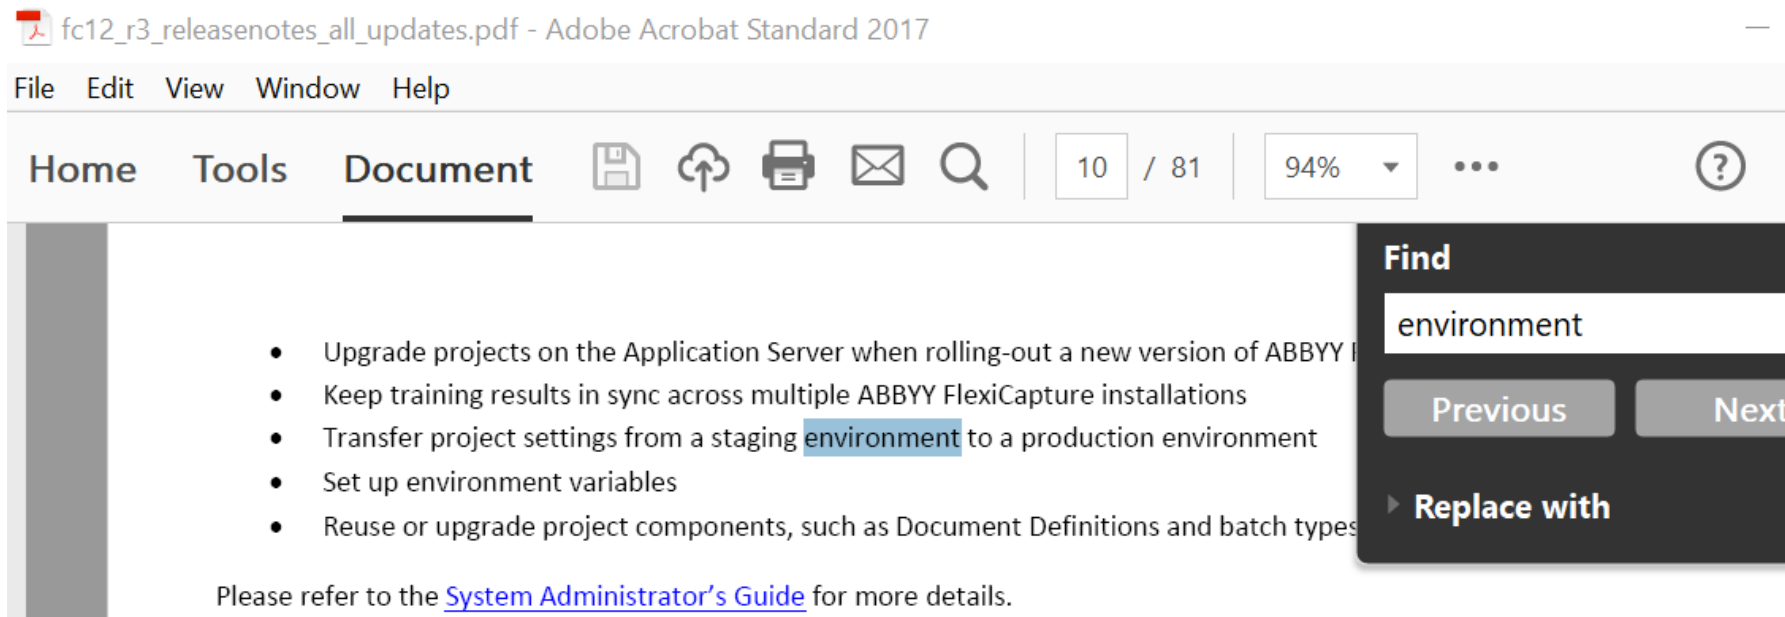 fc12_r3_releasenotes_all_updates.pdf - Adobe Acrobat Standard 2017
File Edit View Window Help
Home Tools Document 10 / 81 94% ••• ?
Find
environment
Previous Next
Replace with
• Upgrade projects on the Application Server when rolling-out a new version of ABBYY
• Keep training results in sync across multiple ABBYY FlexiCapture installations
• Transfer project settings from a staging environment to a production environment
• Set up environment variables
• Reuse or upgrade project components, such as Document Definitions and batch types
Please refer to the System Administrator’s Guide for more details.